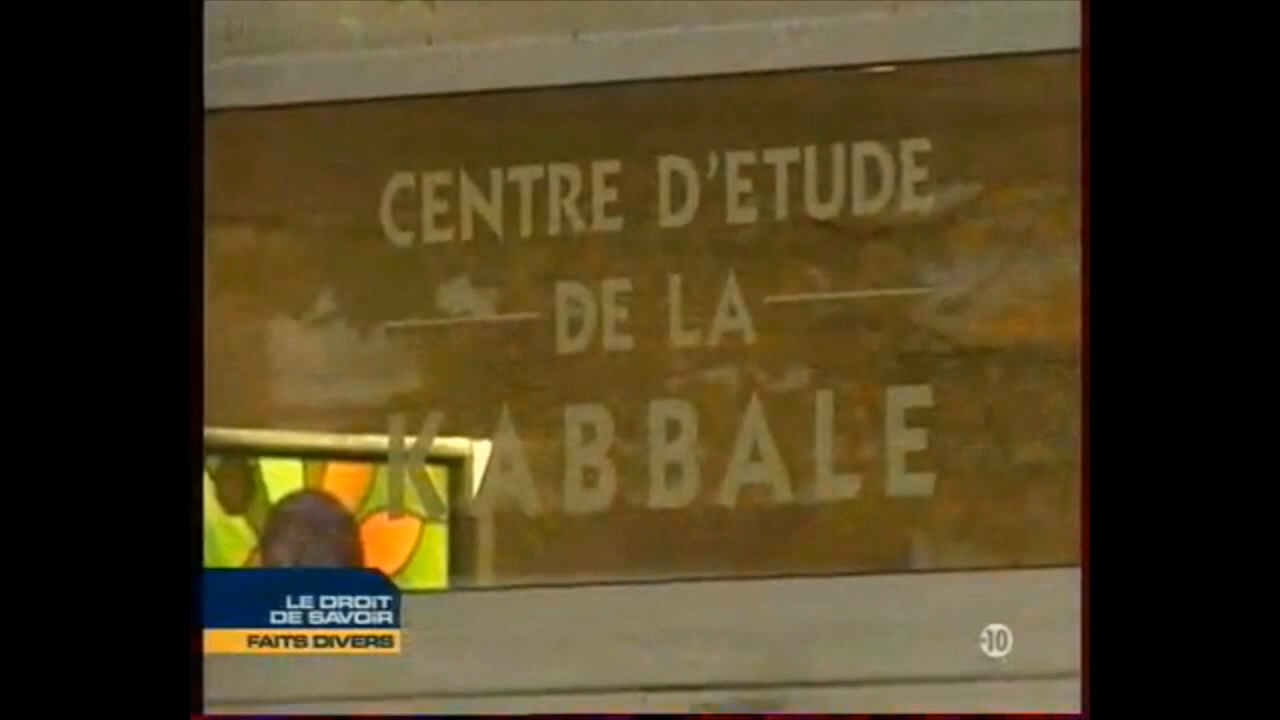 CENTRE D'ETUDE
DE LA
KABBALE
LE DROIT
DE SAVOIR
FAITS DIVERS
-10